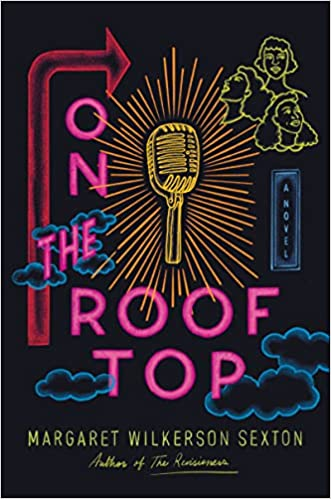 ON
THE
ROOF
TOP
A NOVEL
MARGARET WILKERSON SEXTON
Author of The Revisioners